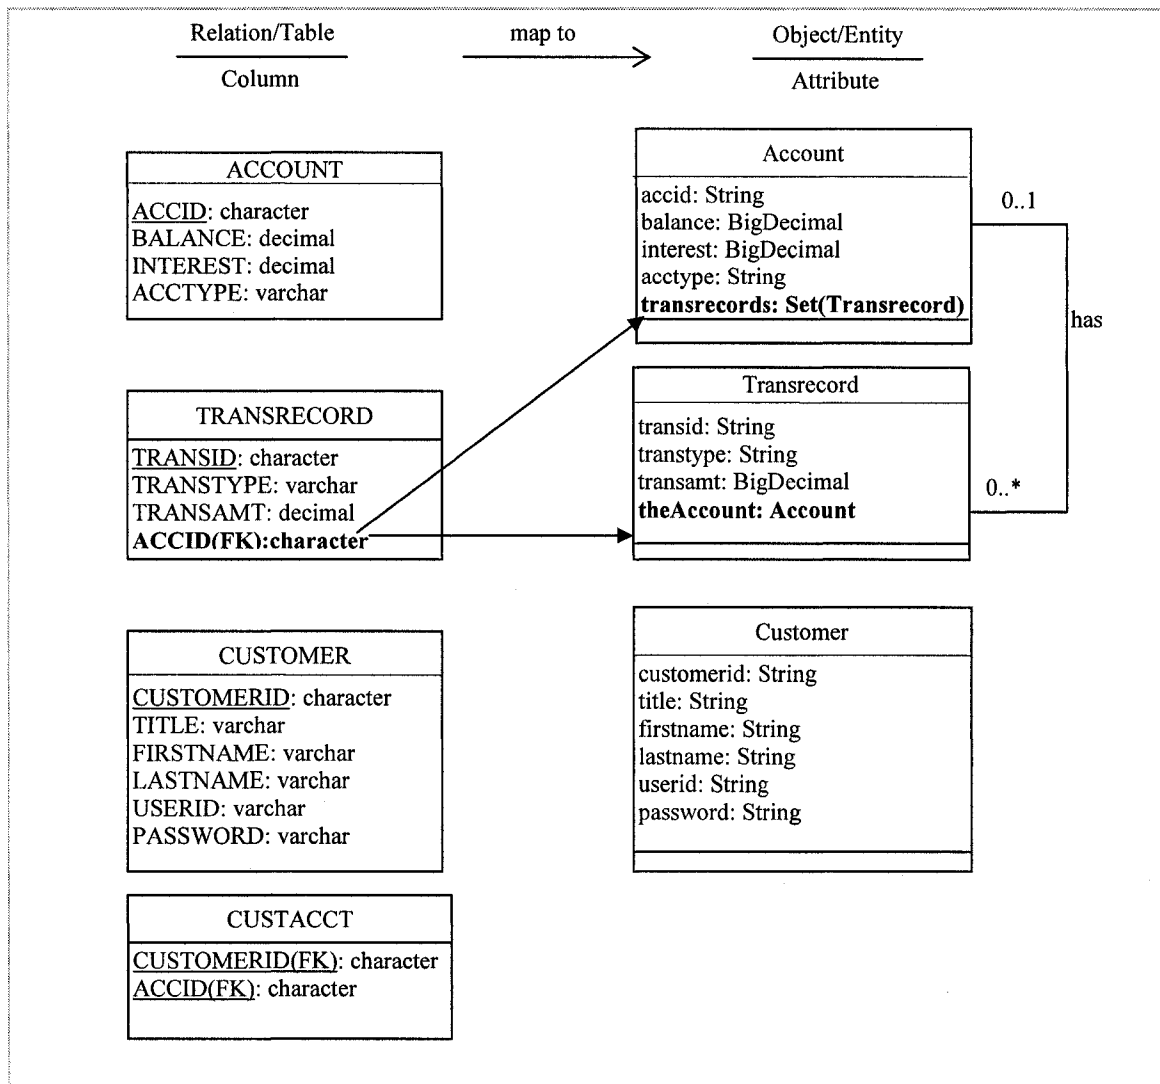 Relation/Table
map to
Object/Entity
Column
Attribute
ACCOUNT
ACCID: character
BALANCE: decimal
INTEREST: decimal
ACCTYPE: varchar
Account
accid: String
balance: BigDecimal
interest: BigDecimal
acctype: String
transrecords: Set(Transrecord)
0..1
has
TRANSRECORD
TRANSID: character
TRANSTYPE: varchar
TRANSAMT: decimal
ACCID(FK):character
Transrecord
transid: String
transtype: String
transamt: BigDecimal
theAccount: Account
0..*
CUSTOMER
CUSTOMERID: character
TITLE: varchar
FIRSTNAME: varchar
LASTNAME: varchar
USERID: varchar
PASSWORD: varchar
Customer
customerid: String
title: String
firstname: String
lastname: String
userid: String
password: String
CUSTACCT
CUSTOMERID(FK): character
ACCID(FK): character